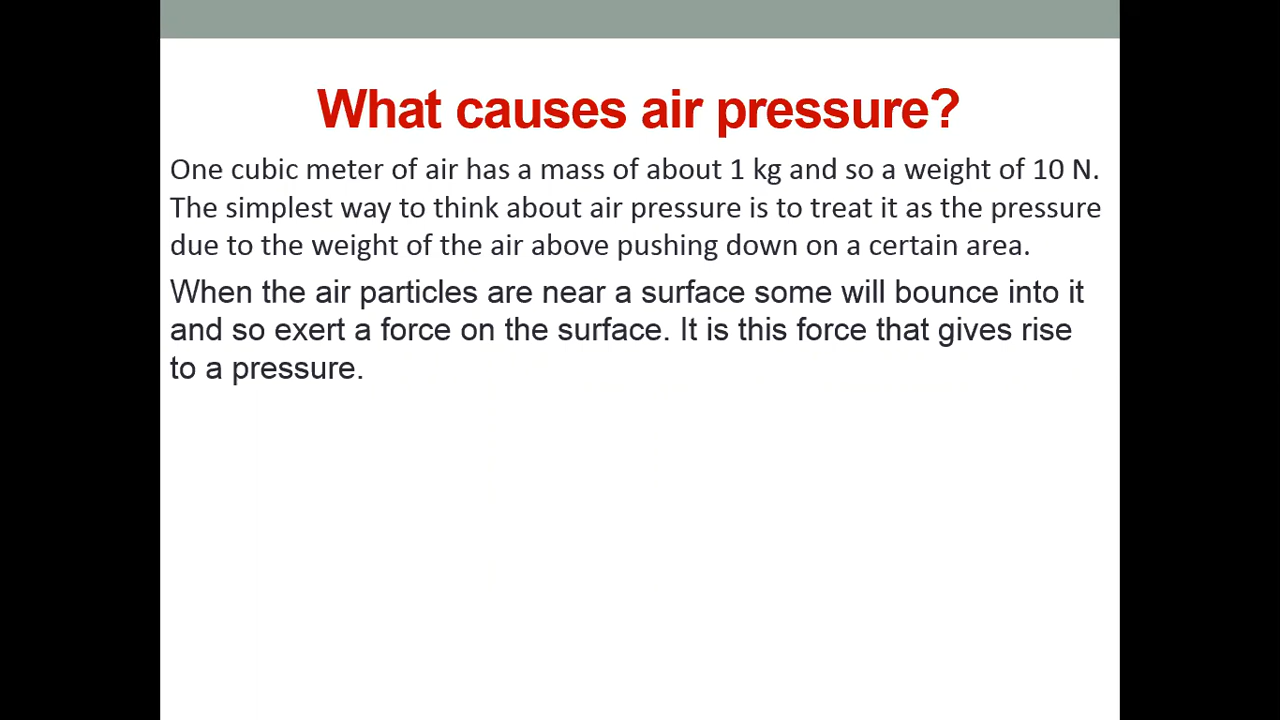 What causes air pressure?
One cubic meter of air has a mass of about 1 kg and so a weight of 10 N.
The simplest way to think about air pressure is to treat it as the pressure
due to the weight of the air above pushing down on a certain area.
When the air particles are near a surface some will bounce into it
and so exert a force on the surface. It is this force that gives rise
to a pressure.